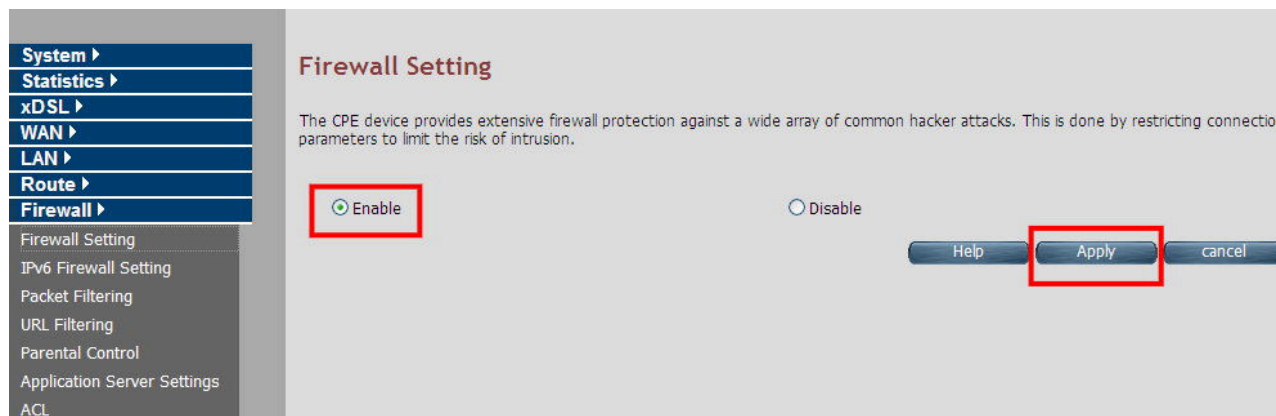 System
Statistics
xDSL
WAN
LAN
Route
Firewall
Firewall Setting
IPv6 Firewall Setting
Packet Filtering
URL Filtering
Parental Control
Application Server Settings
ACL
Firewall Setting
The CPE device provides extensive firewall protection against a wide array of common hacker attacks. This is done by restricting connectio
parameters to limit the risk of intrusion.
Enable Disable
Help Apply cancel